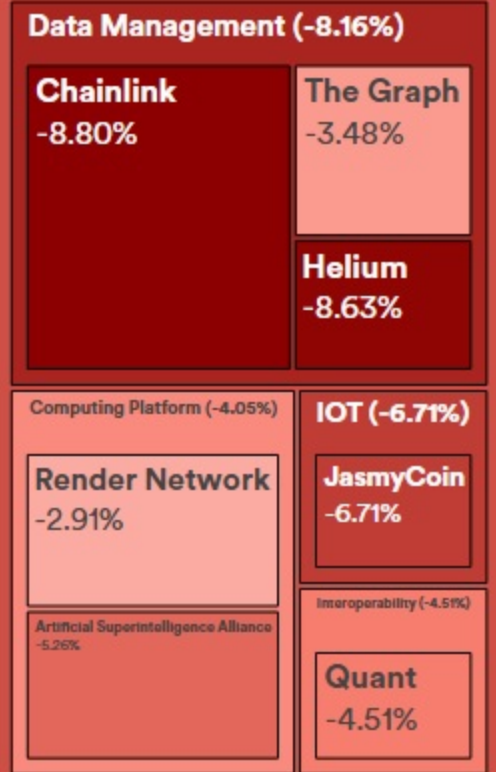 Data Management (-8.16%)
Chainlink
-8.80%
The Graph
-3.48%
Helium
-8.63%
Computing Platform (-4.05%)
Render Network
-2.91%
Artificial Superintelligence Alliance
-5.26%
IOT (-6.71%)
JasmyCoin
-6.71%
Interoperability (-4.51%)
Quant
-4.51%